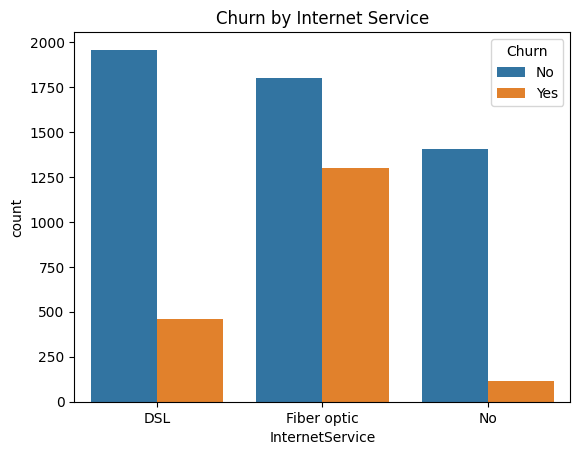 Churn by Internet Service
2000
1750
1500
1250
1000
750
500
250
0
count
Churn
No
Yes
DSL
Fiber optic
No
InternetService